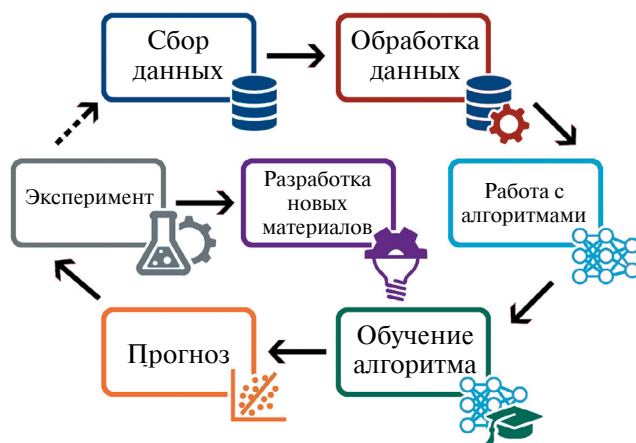 Сбор
данных
Обработка
данных
Эксперимент
Разработка
новых
материалов
Работа с
алгоритмами
Прогноз
Обучение
алгоритма